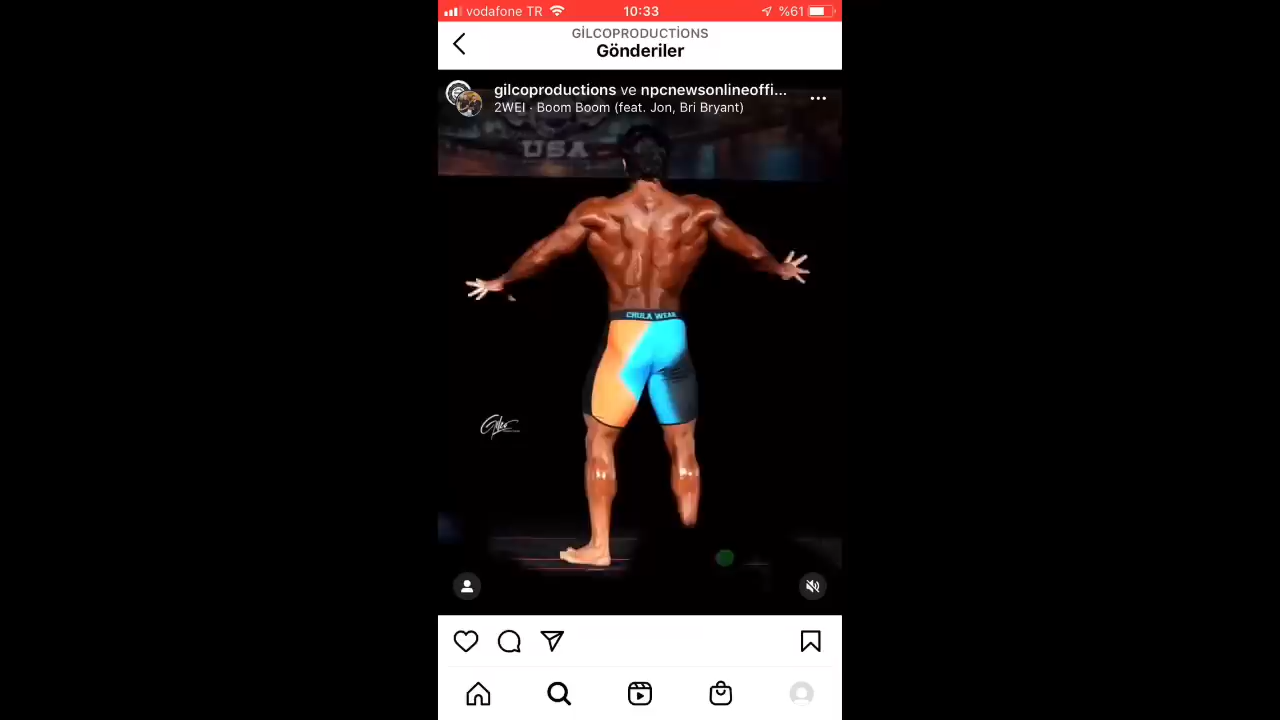 vodafone TR 10:33 %61
GİLCOPRODUCTİONS
Gönderiler
gilcoproductions ve npcnewsonlineoffi...
2WEI · Boom Boom (feat. Jon, Bri Bryant)
USA
CHULA WEAR
Gilco